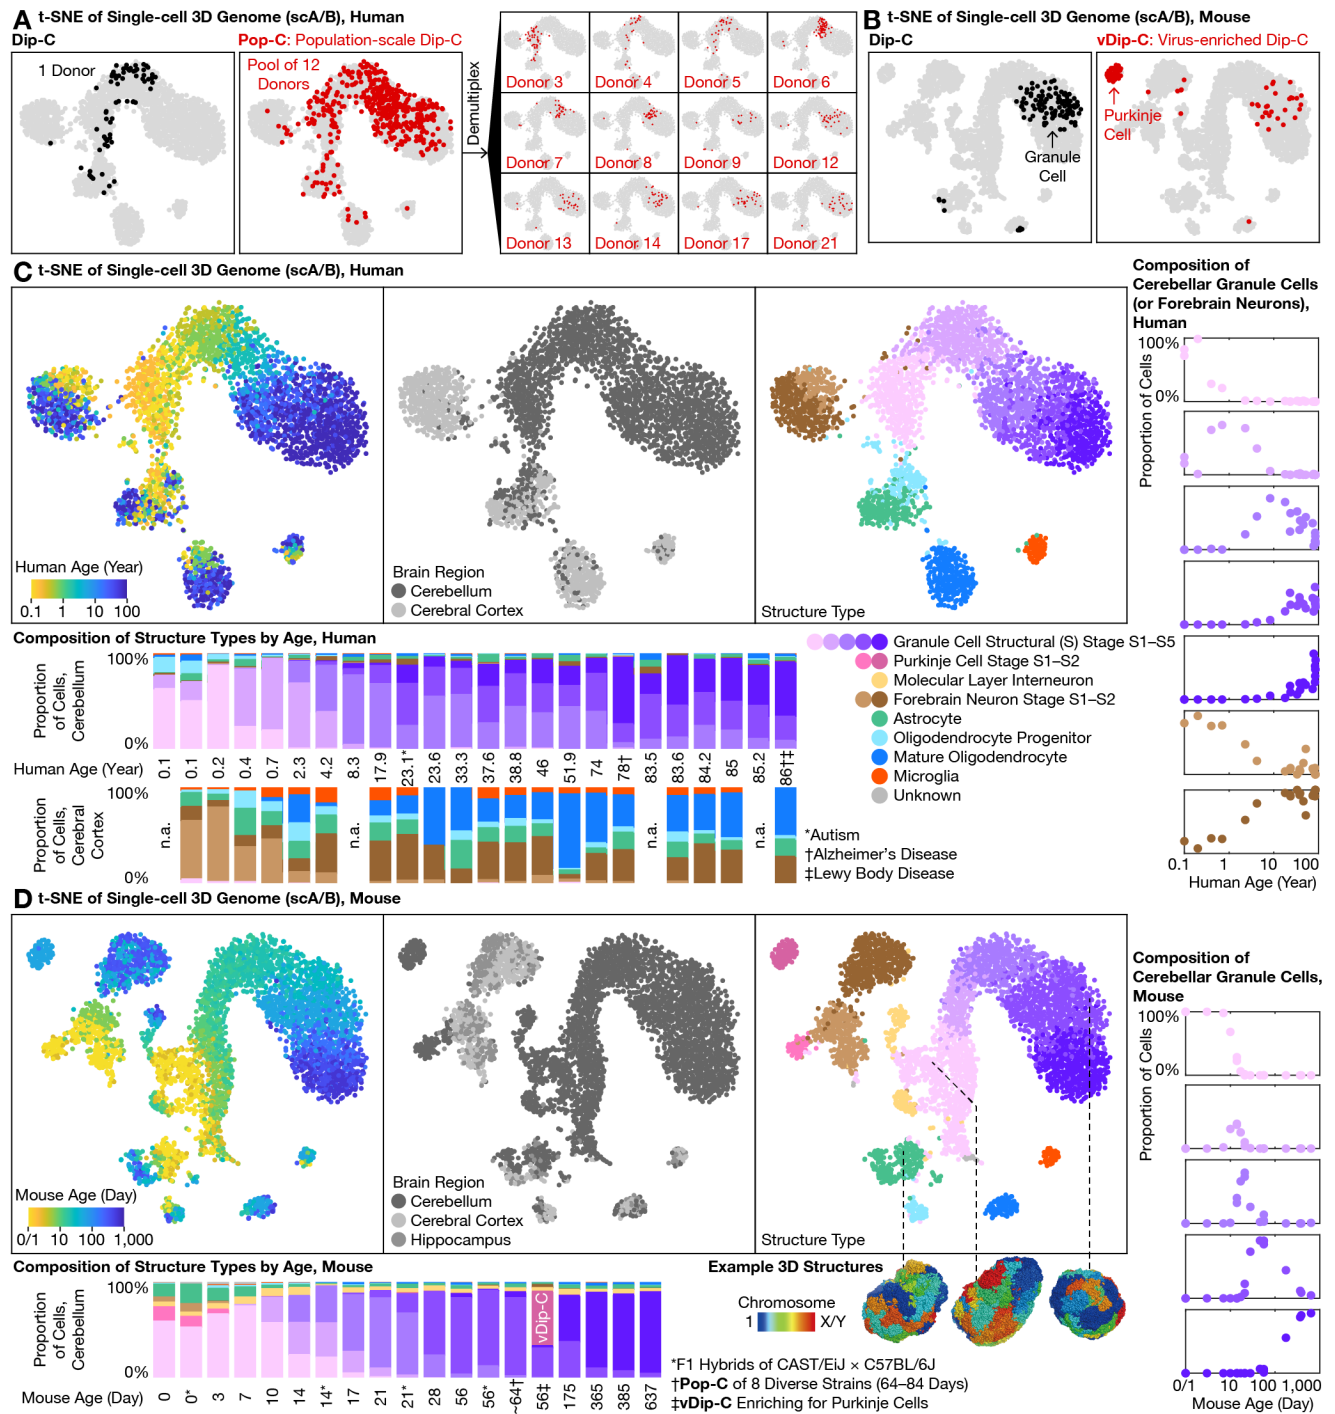 A t-SNE of Single-cell 3D Genome (scA/B), Human
Dip-C
Pop-C: Population-scale Dip-C
1 Donor
Pool of 12
Donors
Demultiplex
Donor 3
Donor 4
Donor 5
Donor 6
Donor 7
Donor 8
Donor 9
Donor 12
Donor 13
Donor 14
Donor 17
Donor 21
B t-SNE of Single-cell 3D Genome (scA/B), Mouse
Dip-C
vDip-C: Virus-enriched Dip-C
Granule
Cell
Purkinje
Cell
C t-SNE of Single-cell 3D Genome (scA/B), Human
Human Age (Year)
0.1 1 10 100
Brain Region
Cerebellum
Cerebral Cortex
Structure Type
Composition of
Cerebellar Granule Cells
(or Forebrain Neurons),
Human
100%
0%
Proportion of Cells
0.1 1 10 100
Human Age (Year)
Composition of Structure Types by Age, Human
Proportion
of Cells,
Cerebellum
100%
0%
Human Age (Year) 0.1 0.1 0.2 0.4 0.7 2.3 4.2 8.3 17.9 23.1* 23.6 33.3 37.6 38.8 46 51.9 74 78† 83.5 83.6 84.2 85 85.2 86†‡
Proportion
of Cells,
Cerebral
Cortex
100%
0%
n.a. n.a. n.a. n.a.
Granule Cell Structural (S) Stage S1–S5
Purkinje Cell Stage S1–S2
Molecular Layer Interneuron
Forebrain Neuron Stage S1–S2
Astrocyte
Oligodendrocyte Progenitor
Mature Oligodendrocyte
Microglia
Unknown
*Autism
†Alzheimer's Disease
‡Lewy Body Disease
D t-SNE of Single-cell 3D Genome (scA/B), Mouse
Mouse Age (Day)
0/1 10 100 1,000
Brain Region
Cerebellum
Cerebral Cortex
Hippocampus
Structure Type
Composition of
Cerebellar Granule Cells,
Mouse
100%
0%
Proportion of Cells
0/1 10 100 1,000
Mouse Age (Day)
Composition of Structure Types by Age, Mouse
Proportion
of Cells,
Cerebellum
100%
0%
vDip-C
Mouse Age (Day) 0 0* 3 7 10 14 14* 17 21 21* 28 56 56* ~64† 56‡ 175 365 385 637
Example 3D Structures
Chromosome
1 X/Y
*F1 Hybrids of CAST/EiJ × C57BL/6J
†Pop-C of 8 Diverse Strains (64–84 Days)
‡vDip-C Enriching for Purkinje Cells